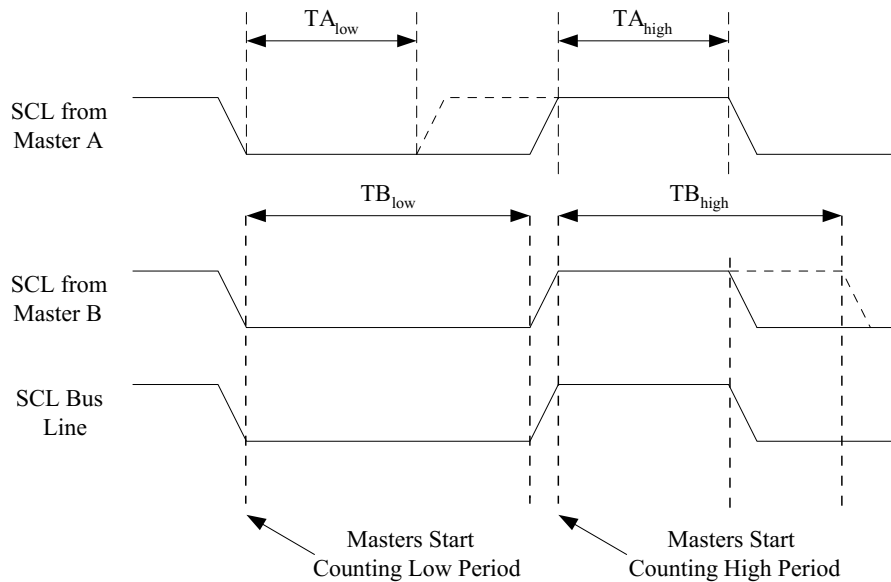 TAlow
TAhigh
SCL from
Master A
TBlow
TBhigh
SCL from
Master B
SCL Bus
Line
Masters Start
Counting Low Period
Masters Start
Counting High Period